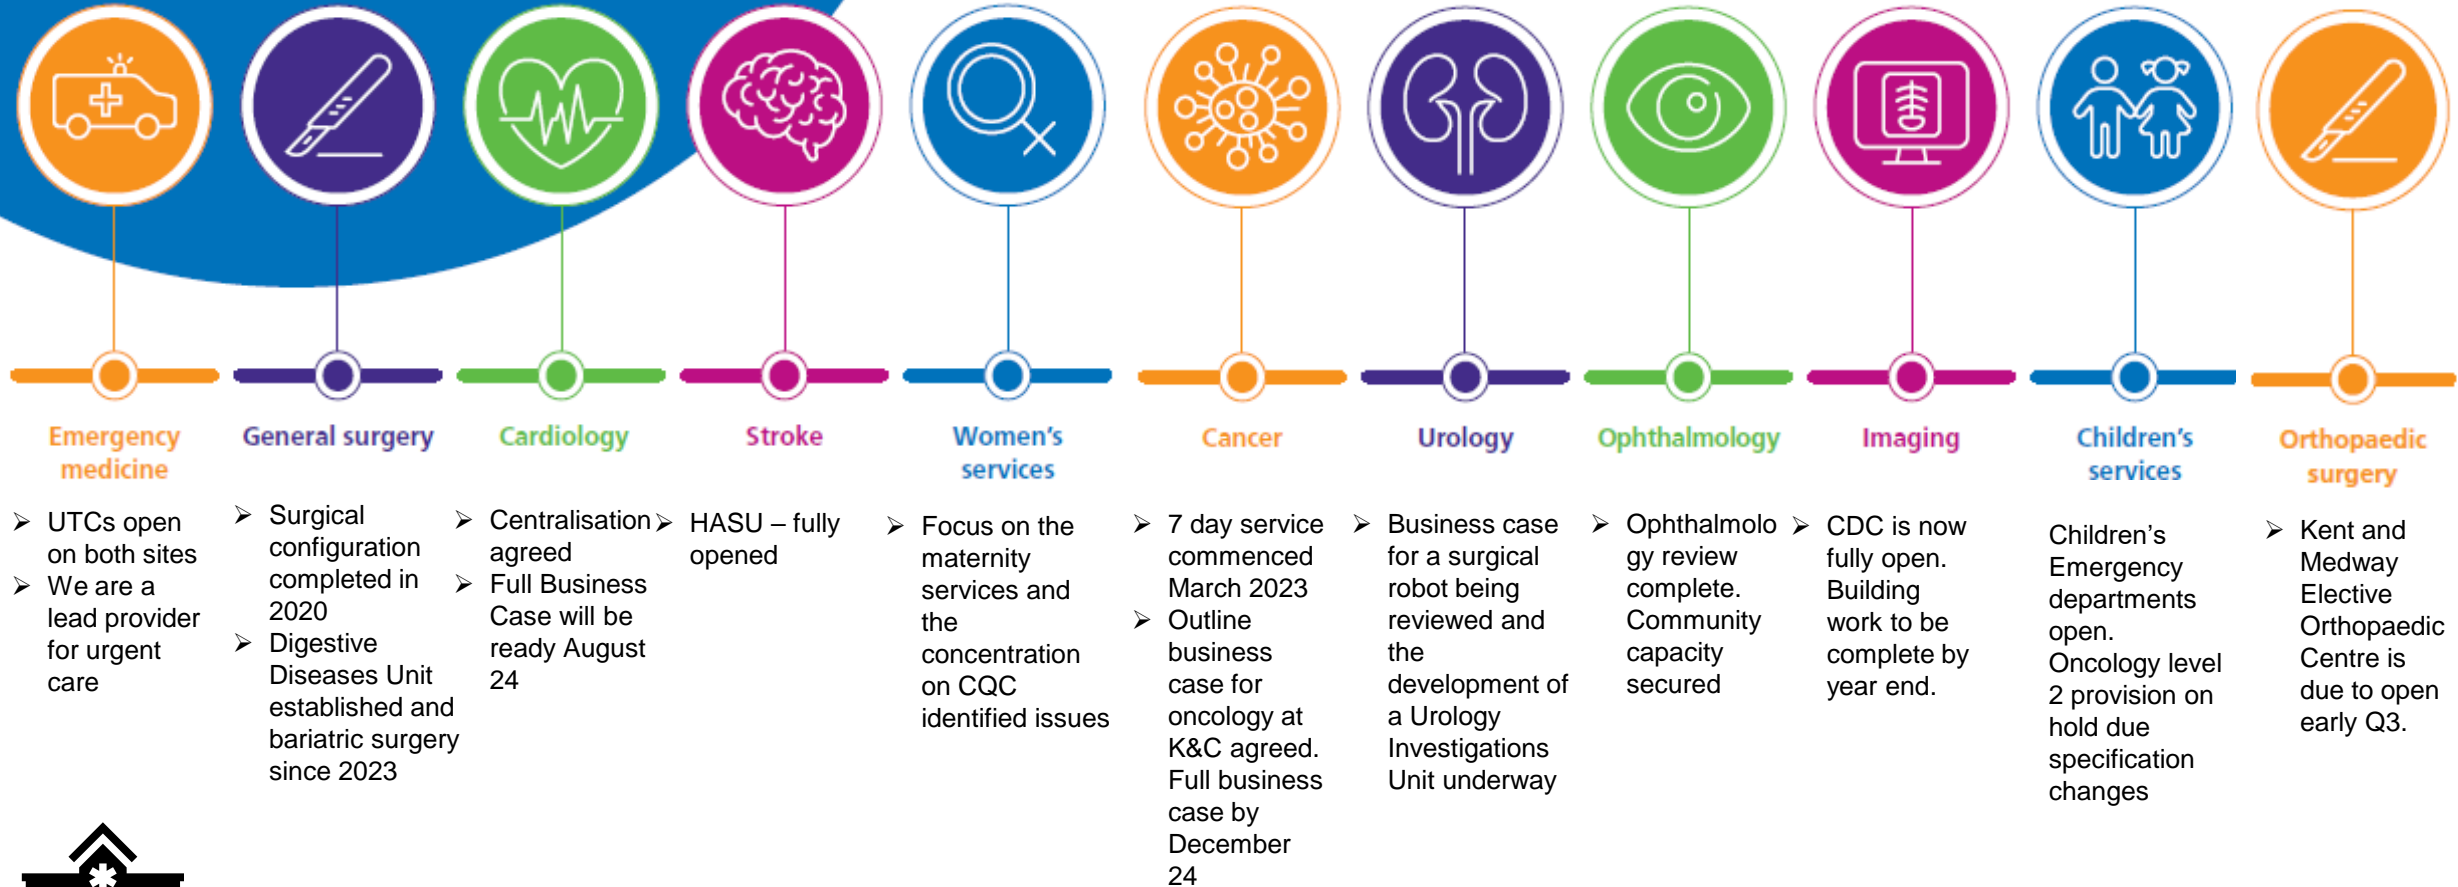 Emergency
medicine
UTCs open
on both sites
We are a
lead provider
for urgent
care
General surgery
Surgical
configuration
completed in
2020
Digestive
Diseases Unit
established and
bariatric surgery
since 2023
Cardiology
Centralisation
agreed
Full Business
Case will be
ready August
24
Stroke
HASU – fully
opened
Women's
services
Focus on the
maternity
services and
the
concentration
on CQC
identified issues
Cancer
7 day service
commenced
March 2023
Outline
business
case for
oncology at
K&C agreed.
Full business
case by
December
24
Urology
Business case
for a surgical
robot being
reviewed and
the
development of
a Urology
Investigations
Unit underway
Ophthalmology
Ophthalmolo
gy review
complete.
Community
capacity
secured
Imaging
CDC is now
fully open.
Building
work to be
complete by
year end.
Children's
services
Children's
Emergency
departments
open.
Oncology level
2 provision on
hold due
specification
changes
Orthopaedic
surgery
Kent and
Medway
Elective
Orthopaedic
Centre is
due to open
early Q3.